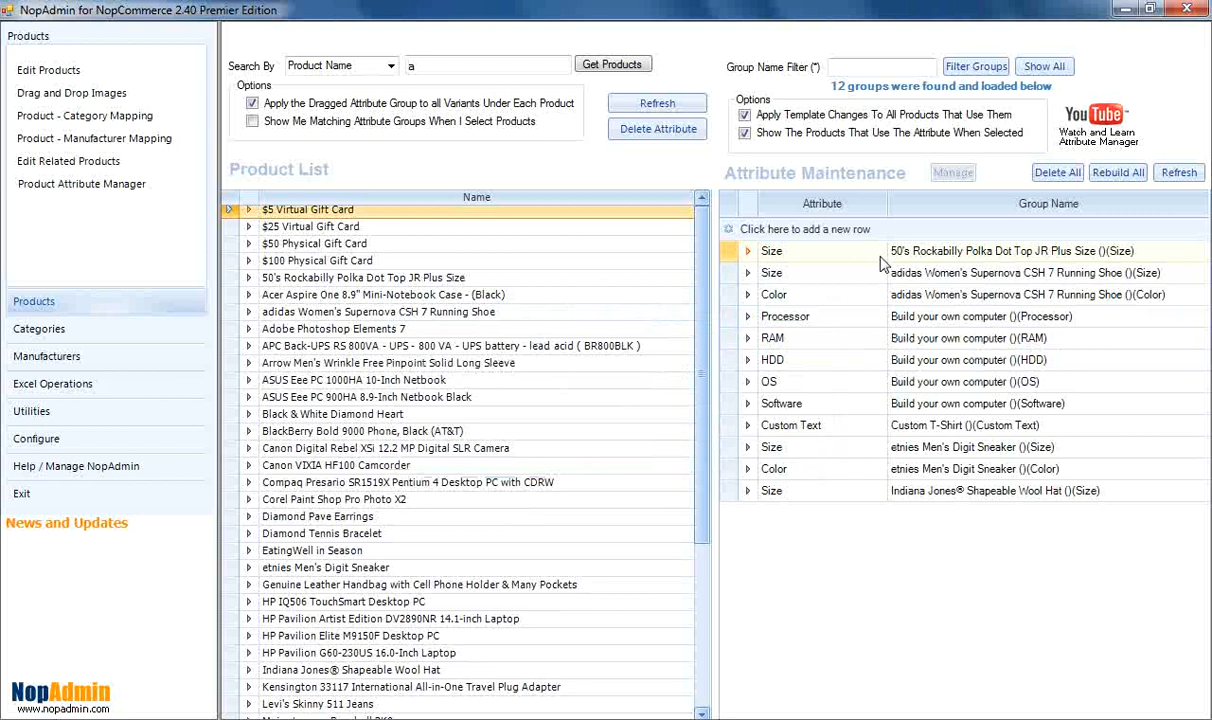 NopAdmin for NopCommerce 2.40 Premier Edition
Products
Edit Products
Drag and Drop Images
Product - Category Mapping
Product - Manufacturer Mapping
Edit Related Products
Product Attribute Manager
Products
Categories
Manufacturers
Excel Operations
Utilities
Configure
Help / Manage NopAdmin
Exit
News and Updates
NopAdmin
www.nopadmin.com
Search By
Product Name
a
Get Products
Options
Apply the Dragged Attribute Group to all Variants Under Each Product
Show Me Matching Attribute Groups When I Select Products
Refresh
Delete Attribute
Product List
Name
$5 Virtual Gift Card
$25 Virtual Gift Card
$50 Physical Gift Card
$100 Physical Gift Card
50's Rockabilly Polka Dot Top JR Plus Size
Acer Aspire One 8.9" Mini-Notebook Case - (Black)
adidas Women's Supernova CSH 7 Running Shoe
Adobe Photoshop Elements 7
APC Back-UPS RS 800VA - UPS - 800 VA - UPS battery - lead acid ( BR800BLK )
Arrow Men's Wrinkle Free Pinpoint Solid Long Sleeve
ASUS Eee PC 1000HA 10-Inch Netbook
ASUS Eee PC 900HA 8.9-Inch Netbook Black
Black & White Diamond Heart
BlackBerry Bold 9000 Phone, Black (AT&T)
Canon Digital Rebel XSi 12.2 MP Digital SLR Camera
Canon VIXIA HF100 Camcorder
Compaq Presario SR1519X Pentium 4 Desktop PC with CDRW
Corel Paint Shop Pro Photo X2
Diamond Pave Earrings
Diamond Tennis Bracelet
EatingWell in Season
etnies Men's Digit Sneaker
Genuine Leather Handbag with Cell Phone Holder & Many Pockets
HP IQ506 TouchSmart Desktop PC
HP Pavilion Artist Edition DV2890NR 14.1-inch Laptop
HP Pavilion Elite M9150F Desktop PC
HP Pavilion G60-230US 16.0-Inch Laptop
Indiana Jones® Shapeable Wool Hat
Kensington 33117 International All-in-One Travel Plug Adapter
Levi's Skinny 511 Jeans
Group Name Filter (*)
Filter Groups
Show All
12 groups were found and loaded below
Options
Apply Template Changes To All Products That Use Them
Show The Products That Use The Attribute When Selected
YouTube
Watch and Learn
Attribute Manager
Attribute Maintenance
Manage
Delete All
Rebuild All
Refresh
Attribute Group Name
Click here to add a new row
Size 50's Rockabilly Polka Dot Top JR Plus Size ()(Size)
Size adidas Women's Supernova CSH 7 Running Shoe ()(Size)
Color adidas Women's Supernova CSH 7 Running Shoe ()(Color)
Processor Build your own computer ()(Processor)
RAM Build your own computer ()(RAM)
HDD Build your own computer ()(HDD)
OS Build your own computer ()(OS)
Software Build your own computer ()(Software)
Custom Text Custom T-Shirt ()(Custom Text)
Size etnies Men's Digit Sneaker ()(Size)
Color etnies Men's Digit Sneaker ()(Color)
Size Indiana Jones® Shapeable Wool Hat ()(Size)